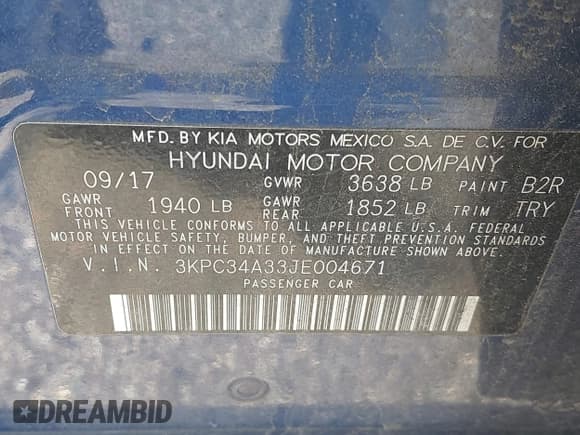 MFD. BY KIA MOTORS MEXICO S.A. DE C.V. FOR
HYUNDAI MOTOR COMPANY
09/17 GVWR 3638 LB PAINT B2R
GAWR FRONT 1940 LB GAWR REAR 1852 LB TRIM TRY
THIS VEHICLE CONFORMS TO ALL APPLICABLE U.S.A. FEDERAL
MOTOR VEHICLE SAFETY, BUMPER, AND THEFT PREVENTION STANDARDS
IN EFFECT ON THE DATE OF MANUFACTURE SHOWN ABOVE.
V.I.N. 3KPC34A33JE004671
PASSENGER CAR
DREAMBID